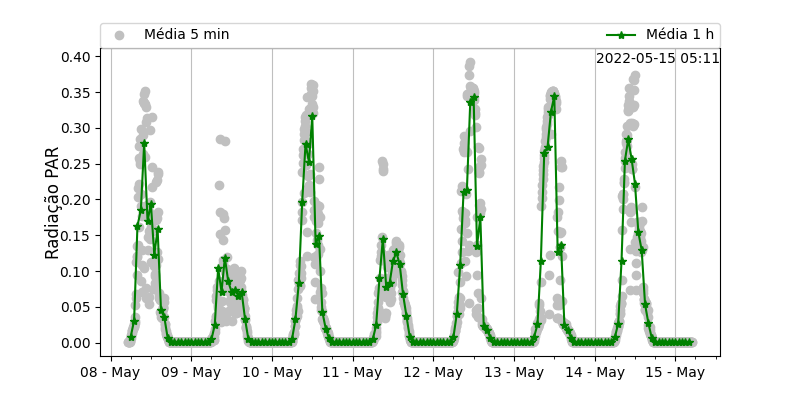 Média 5 min
Média 1 h
2022-05-15 05:11
Radiação PAR
0.40
0.35
0.30
0.25
0.20
0.15
0.10
0.05
0.00
08 - May
09 - May
10 - May
11 - May
12 - May
13 - May
14 - May
15 - May